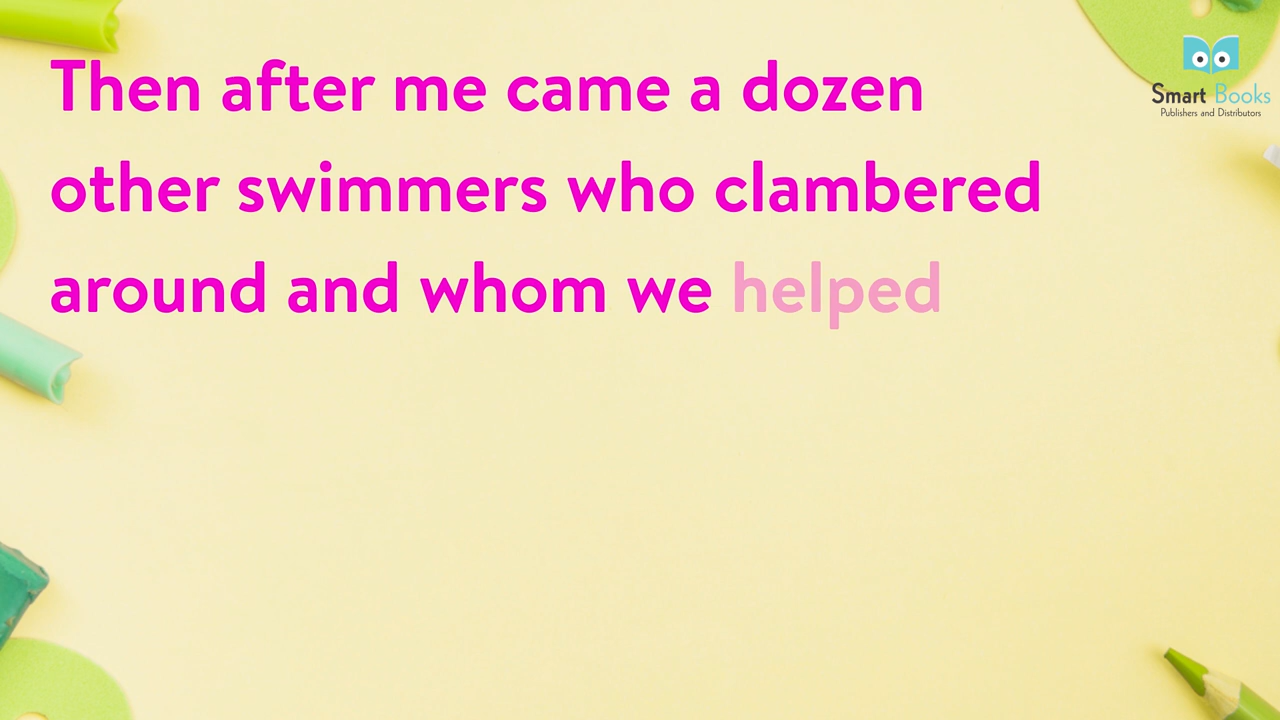 Then after me came a dozen
other swimmers who clambered
around and whom we helped
Smart Books
Publishers and Distributors